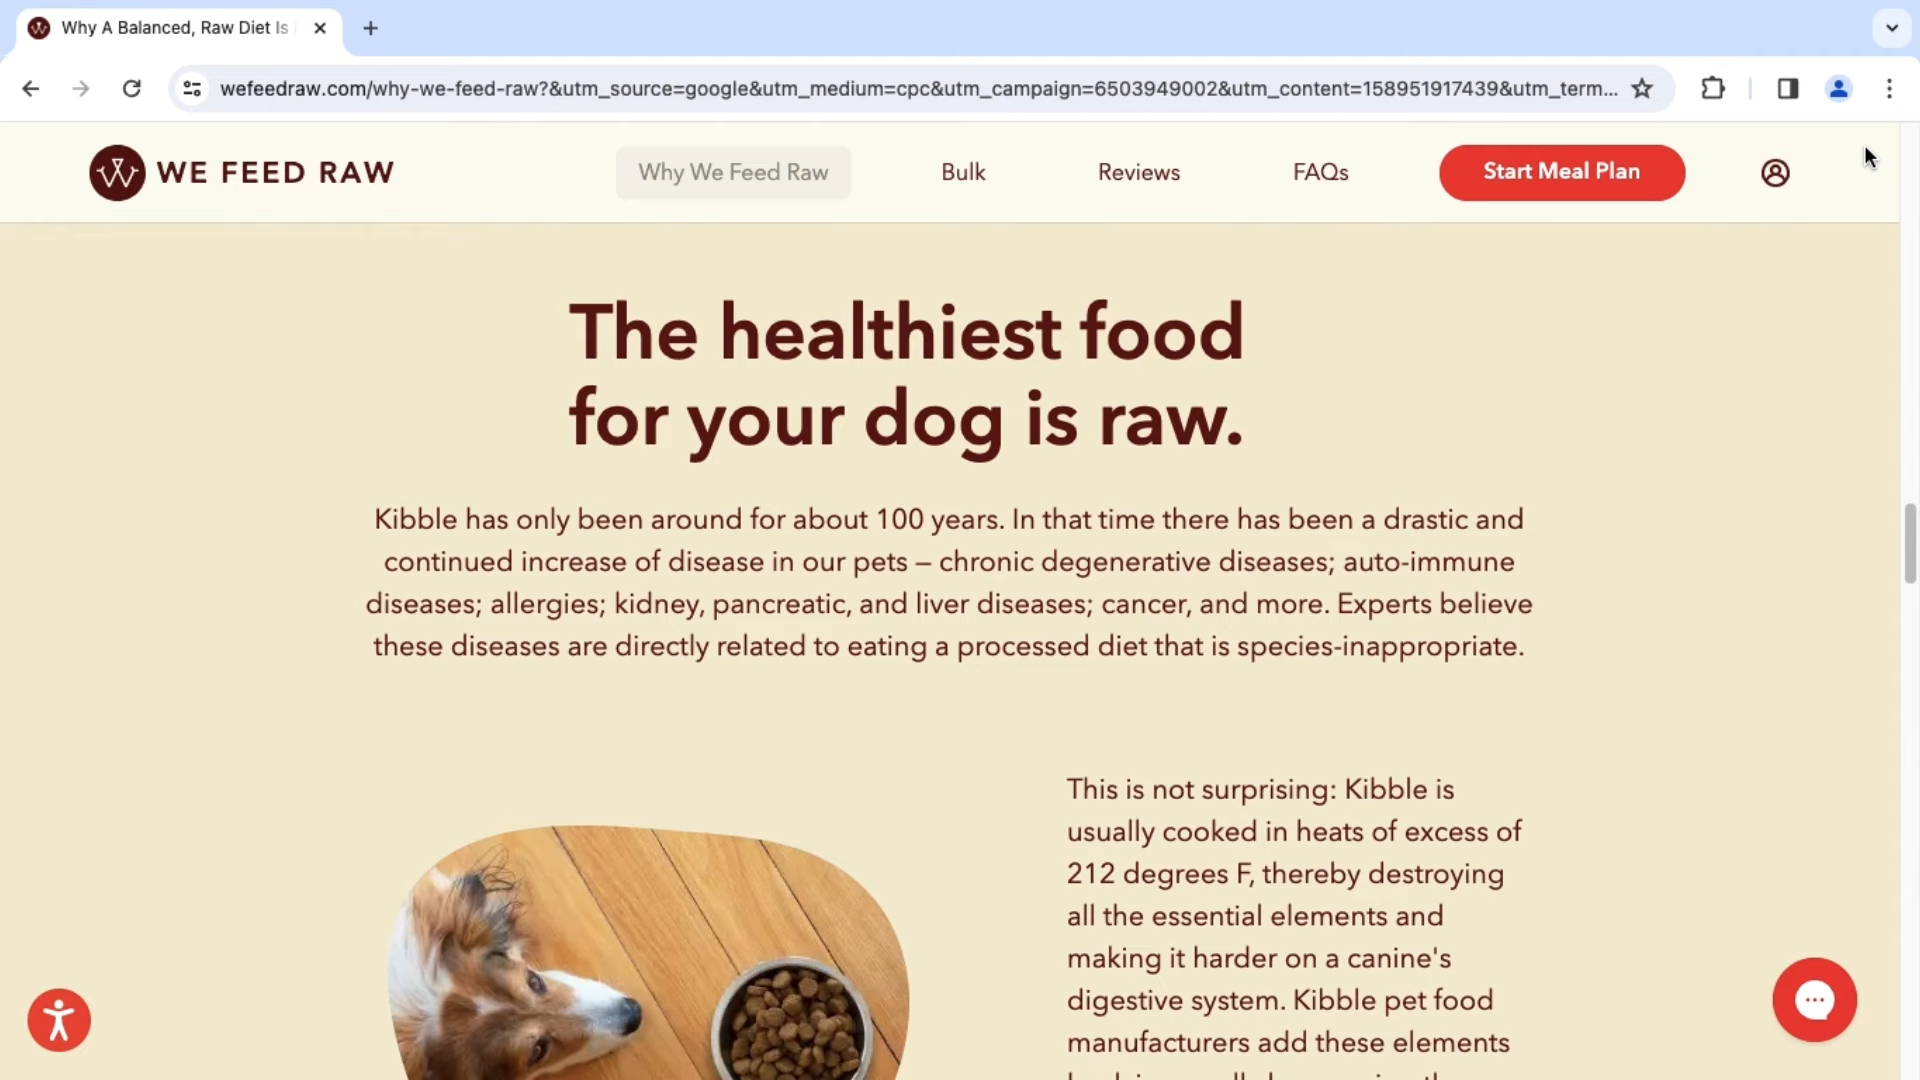 Why A Balanced, Raw Diet Is
wefeedraw.com/why-we-feed-raw?&utm_source=google&utm_medium=cpc&utm_campaign=6503949002&utm_content=158951917439&utm_term...
WE FEED RAW
Why We Feed Raw
Bulk
Reviews
FAQs
Start Meal Plan
The healthiest food
for your dog is raw.
Kibble has only been around for about 100 years. In that time there has been a drastic and
continued increase of disease in our pets – chronic degenerative diseases; auto-immune
diseases; allergies; kidney, pancreatic, and liver diseases; cancer, and more. Experts believe
these diseases are directly related to eating a processed diet that is species-inappropriate.
This is not surprising: Kibble is
usually cooked in heats of excess of
212 degrees F, thereby destroying
all the essential elements and
making it harder on a canine's
digestive system. Kibble pet food
manufacturers add these elements